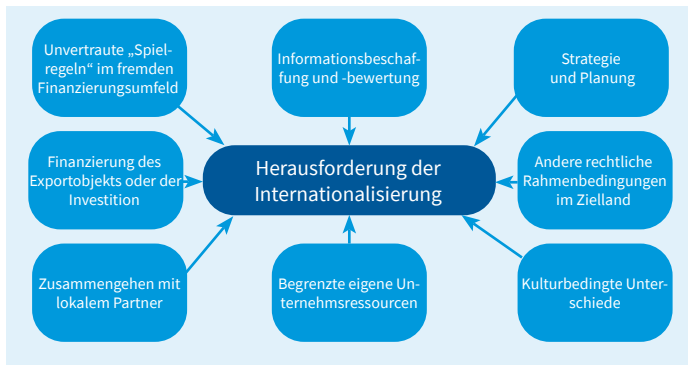 Unvertraute „Spiel-
regeln“ im fremden
Finanzierungsumfeld
Informationsbeschaf-
fung und -bewertung
Strategie
und Planung
Herausforderung der
Internationalisierung
Finanzierung des
Exportobjekts oder der
Investition
Andere rechtliche
Rahmenbedingungen
im Zielland
Zusammengehen mit
lokalem Partner
Begrenzte eigene Un-
ternehmsressourcen
Kulturbedingte Unter-
schiede